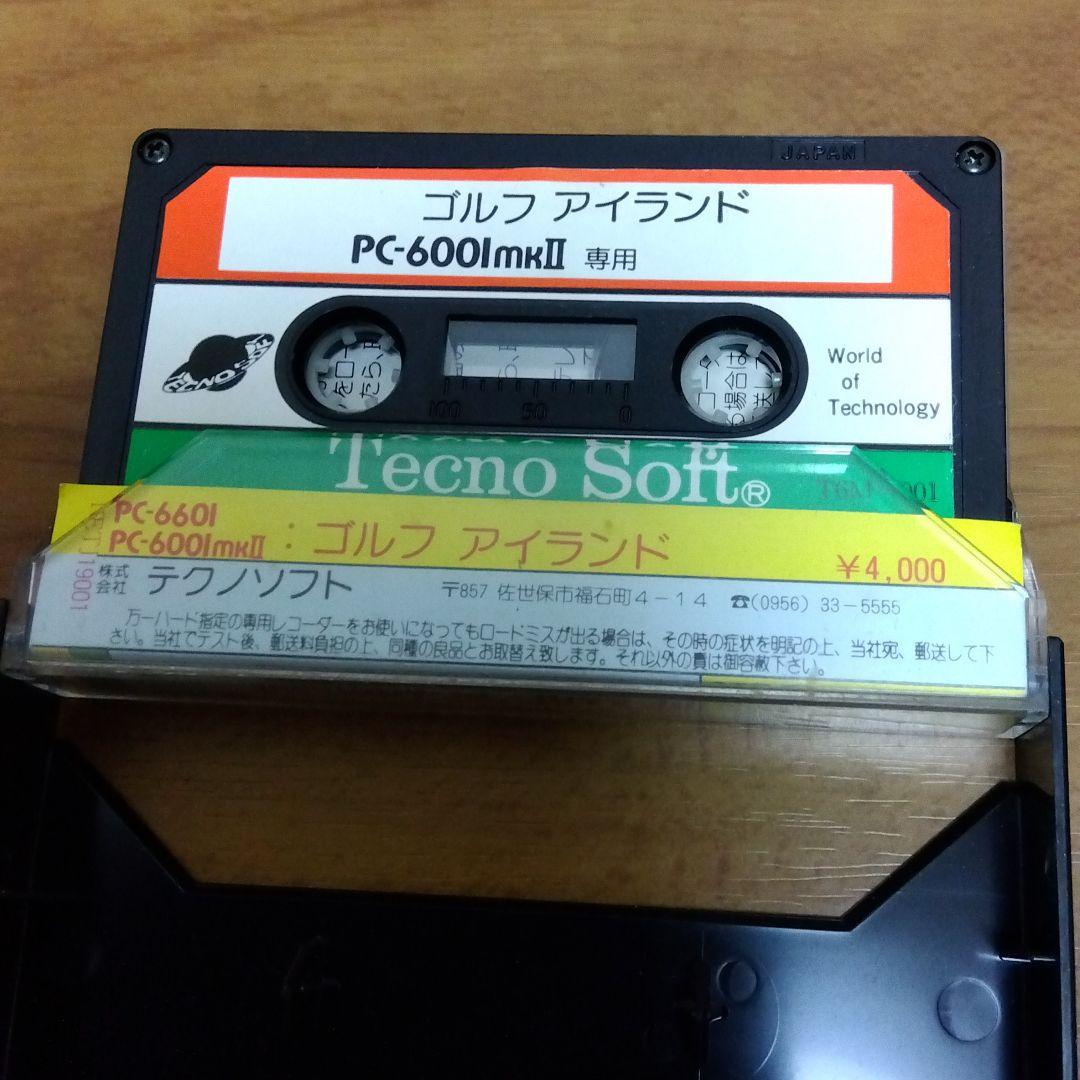 JAPAN
ゴルフ アイランド
PC-6001mkⅡ 専用
TECNO SOFT
100 50 0
World
of
Technology
Tecno Soft®
PC-6601
PC-6001mkⅡ : ゴルフ アイランド
¥4,000
19001
株式会社 テクノソフト 〒857 佐世保市福石町4-14 ☎(0956) 33-5555
万一ハード指定の専用レコーダーをお使いになってもロードミスが出る場合は、その時の症状を明記の上、当社宛、郵送して下
さい。当社でテスト後、郵送料負担の上、同種の良品とお取替え致します。それ以外の責は御容赦下さい。